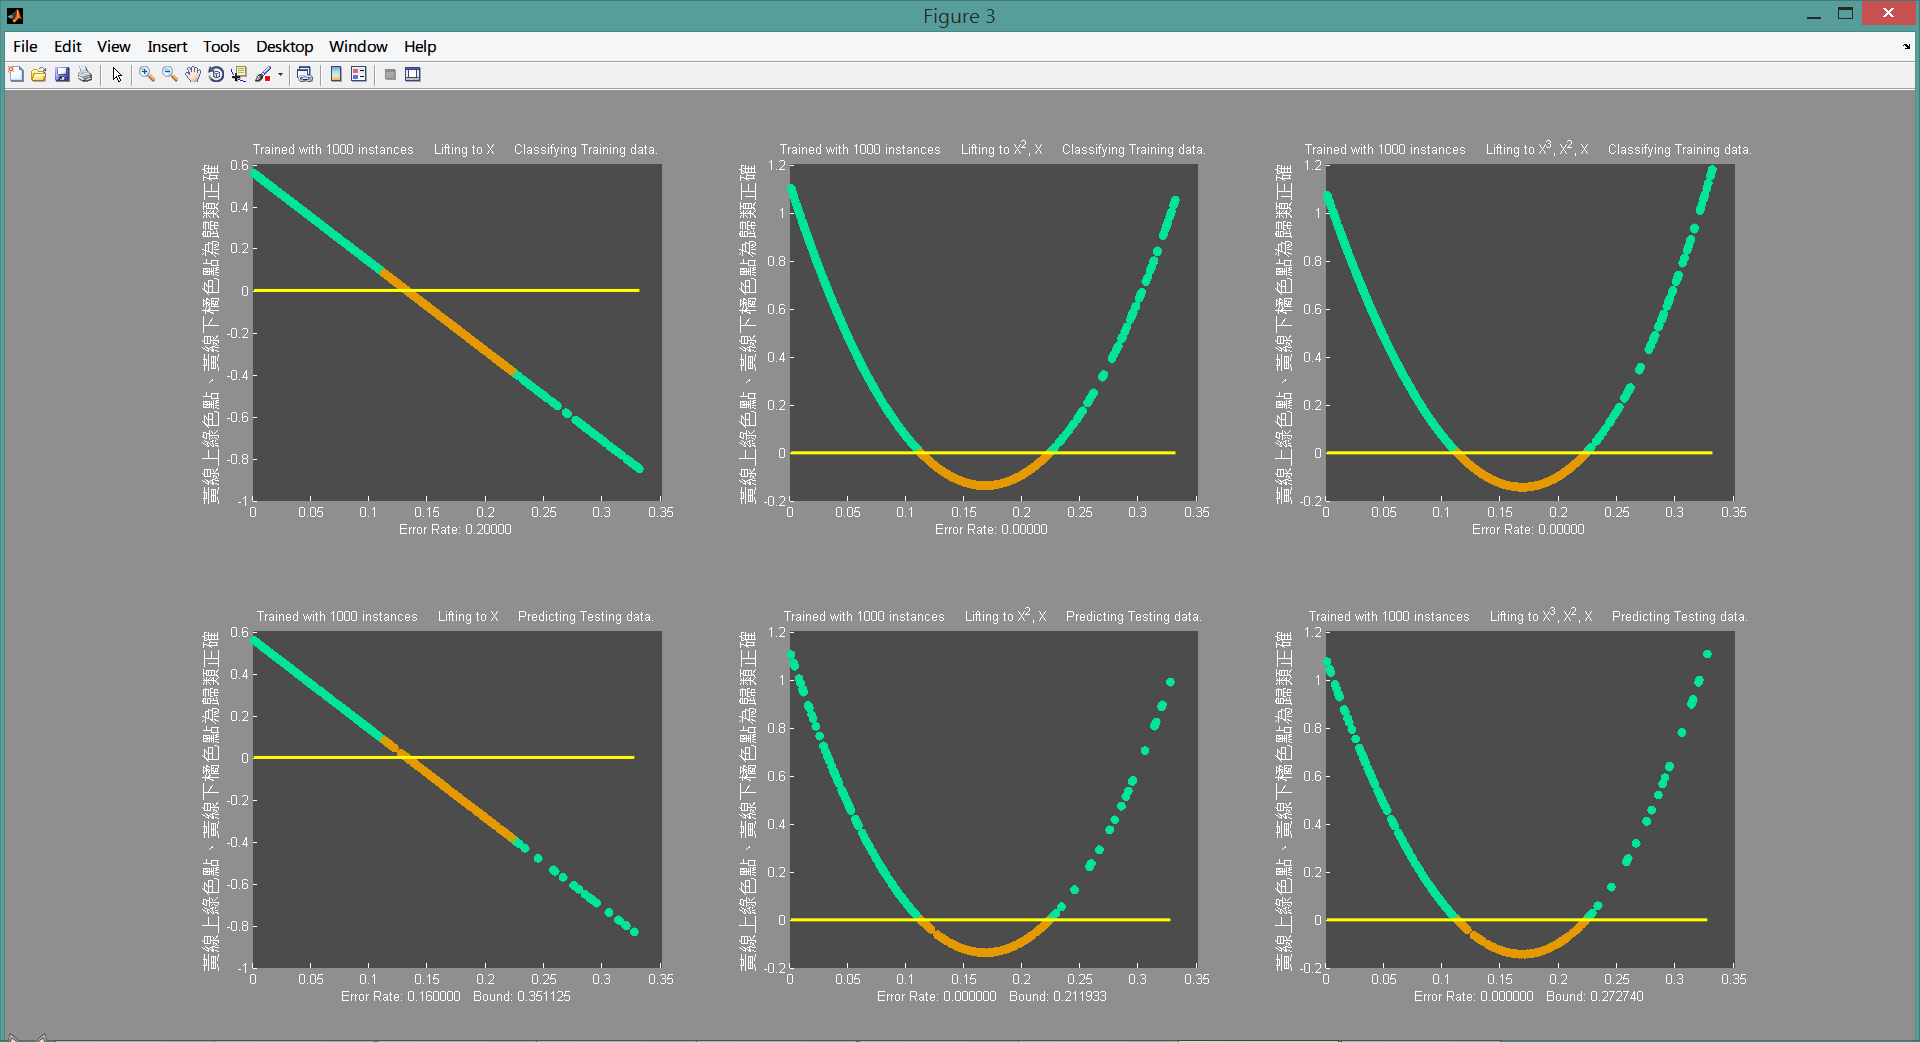 Figure 3
File Edit View Insert Tools Desktop Window Help
Trained with 1000 instances Lifting to X Classifying Training data.
黃線上綠色點、黃線下橘色點為歸類正確
0.6
0.4
0.2
0
-0.2
-0.4
-0.6
-0.8
-1
0 0.05 0.1 0.15 0.2 0.25 0.3 0.35
Error Rate: 0.20000
Trained with 1000 instances Lifting to X², X Classifying Training data.
黃線上綠色點、黃線下橘色點為歸類正確
1.2
1
0.8
0.6
0.4
0.2
0
-0.2
0 0.05 0.1 0.15 0.2 0.25 0.3 0.35
Error Rate: 0.00000
Trained with 1000 instances Lifting to X³, X², X Classifying Training data.
黃線上綠色點、黃線下橘色點為歸類正確
1.2
1
0.8
0.6
0.4
0.2
0
-0.2
0 0.05 0.1 0.15 0.2 0.25 0.3 0.35
Error Rate: 0.00000
Trained with 1000 instances Lifting to X Predicting Testing data.
黃線上綠色點、黃線下橘色點為歸類正確
0.6
0.4
0.2
0
-0.2
-0.4
-0.6
-0.8
-1
0 0.05 0.1 0.15 0.2 0.25 0.3 0.35
Error Rate: 0.160000 Bound: 0.351125
Trained with 1000 instances Lifting to X², X Predicting Testing data.
黃線上綠色點、黃線下橘色點為歸類正確
1.2
1
0.8
0.6
0.4
0.2
0
-0.2
0 0.05 0.1 0.15 0.2 0.25 0.3 0.35
Error Rate: 0.000000 Bound: 0.211933
Trained with 1000 instances Lifting to X³, X², X Predicting Testing data.
黃線上綠色點、黃線下橘色點為歸類正確
1.2
1
0.8
0.6
0.4
0.2
0
-0.2
0 0.05 0.1 0.15 0.2 0.25 0.3 0.35
Error Rate: 0.000000 Bound: 0.272740